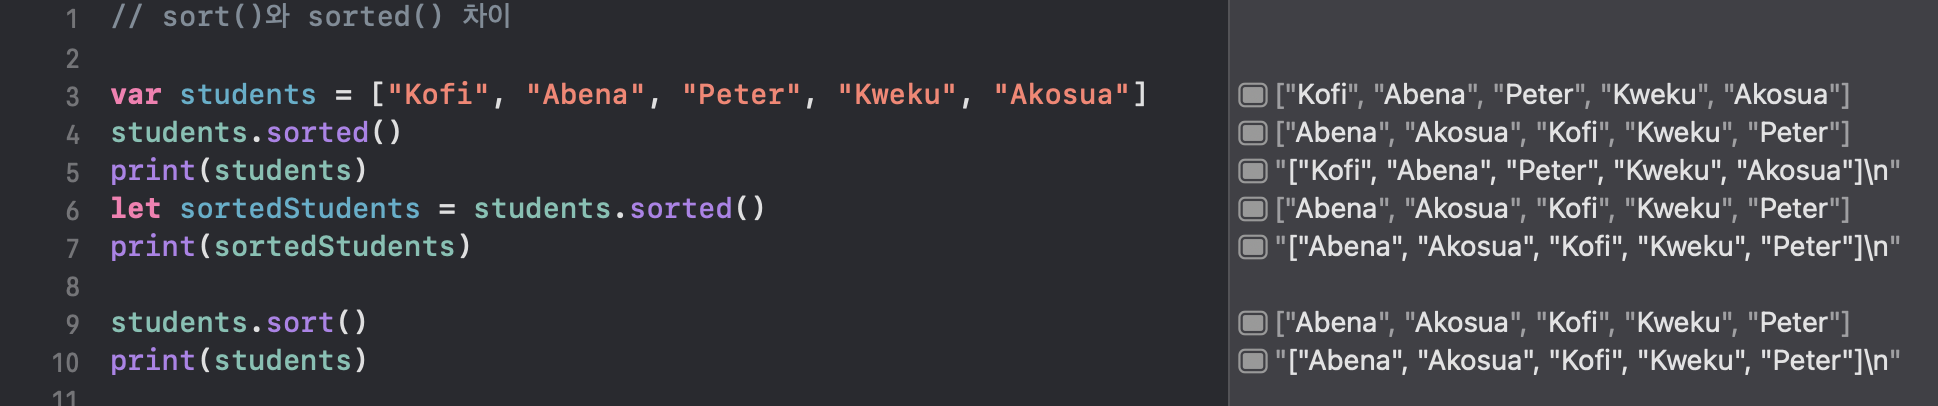 1 // sort()와 sorted() 차이
2
3 var students = ["Kofi", "Abena", "Peter", "Kweku", "Akosua"] ["Kofi", "Abena", "Peter", "Kweku", "Akosua"]
4 students.sorted() ["Abena", "Akosua", "Kofi", "Kweku", "Peter"]
5 print(students) "["Kofi", "Abena", "Peter", "Kweku", "Akosua"]\n"
6 let sortedStudents = students.sorted() ["Abena", "Akosua", "Kofi", "Kweku", "Peter"]
7 print(sortedStudents) "["Abena", "Akosua", "Kofi", "Kweku", "Peter"]\n"
8
9 students.sort() ["Abena", "Akosua", "Kofi", "Kweku", "Peter"]
10 print(students) "["Abena", "Akosua", "Kofi", "Kweku", "Peter"]\n"
11